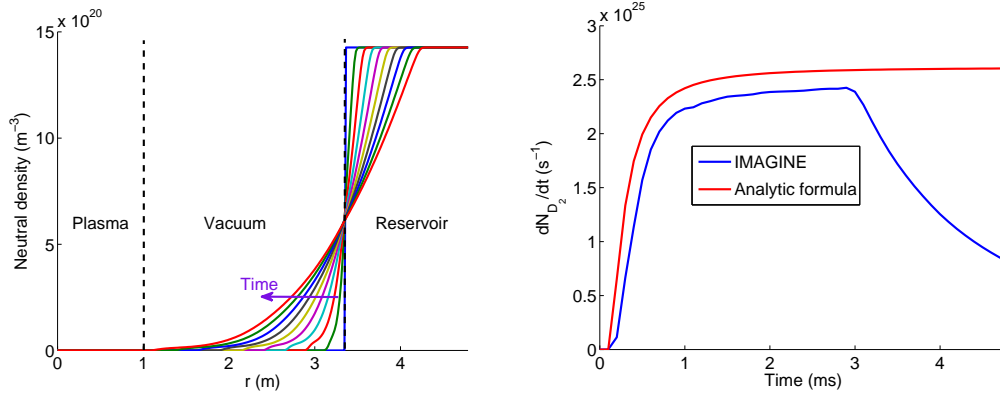 x 10^20
15
10
5
0
Neutral density (m^-3)
Plasma
Vacuum
Reservoir
Time
0 1 2 3 4
r (m)
x 10^25
3
2.5
2
1.5
1
0.5
0
dN_D_2/dt (s^-1)
IMAGINE
Analytic formula
0 1 2 3 4
Time (ms)